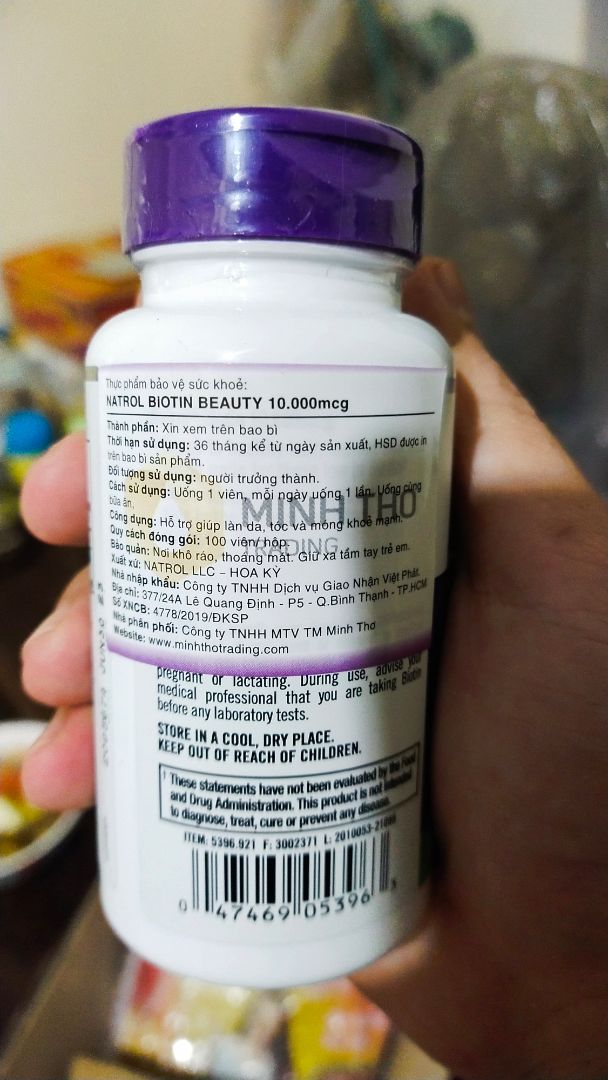 Thực phẩm bảo vệ sức khoẻ:
NATROL BIOTIN BEAUTY 10.000mcg
Thành phần: Xin xem trên bao bì
Thời hạn sử dụng: 36 tháng kể từ ngày sản xuất, HSD được in
trên bao bì sản phẩm.
Đối tượng sử dụng: người trưởng thành.
Cách sử dụng: Uống 1 viên, mỗi ngày uống 1 lần. Uống cùng
bữa ăn.
MINH THO
TRADING
Công dụng: Hỗ trợ giúp làn da, tóc và móng khoẻ mạnh.
Quy cách đóng gói: 100 viên/hộp
Bảo quản: Nơi khô ráo, thoáng mát. Giữ xa tầm tay trẻ em.
Xuất xứ: NATROL LLC – HOA KỲ
Nhà nhập khẩu: Công ty TNHH Dịch vụ Giao Nhận Việt Phát.
Địa chỉ: 377/24A Lê Quang Định - P5 - Q.Bình Thạnh - TP.HCM
Số XNCB: 4778/2019/ĐKSP
Nhà phân phối: Công ty TNHH MTV TM Minh Thơ
Website: www.minhthotrading.com
pregnant or lactating. During use, advise your
medical professional that you are taking Biotin
before any laboratory tests.
STORE IN A COOL, DRY PLACE.
KEEP OUT OF REACH OF CHILDREN.
† These statements have not been evaluated by the Food
and Drug Administration. This product is not intended
to diagnose, treat, cure or prevent any disease.
ITEM: 5396.921 F: 3002371 L: 2010053-21
0 47469 05396 3